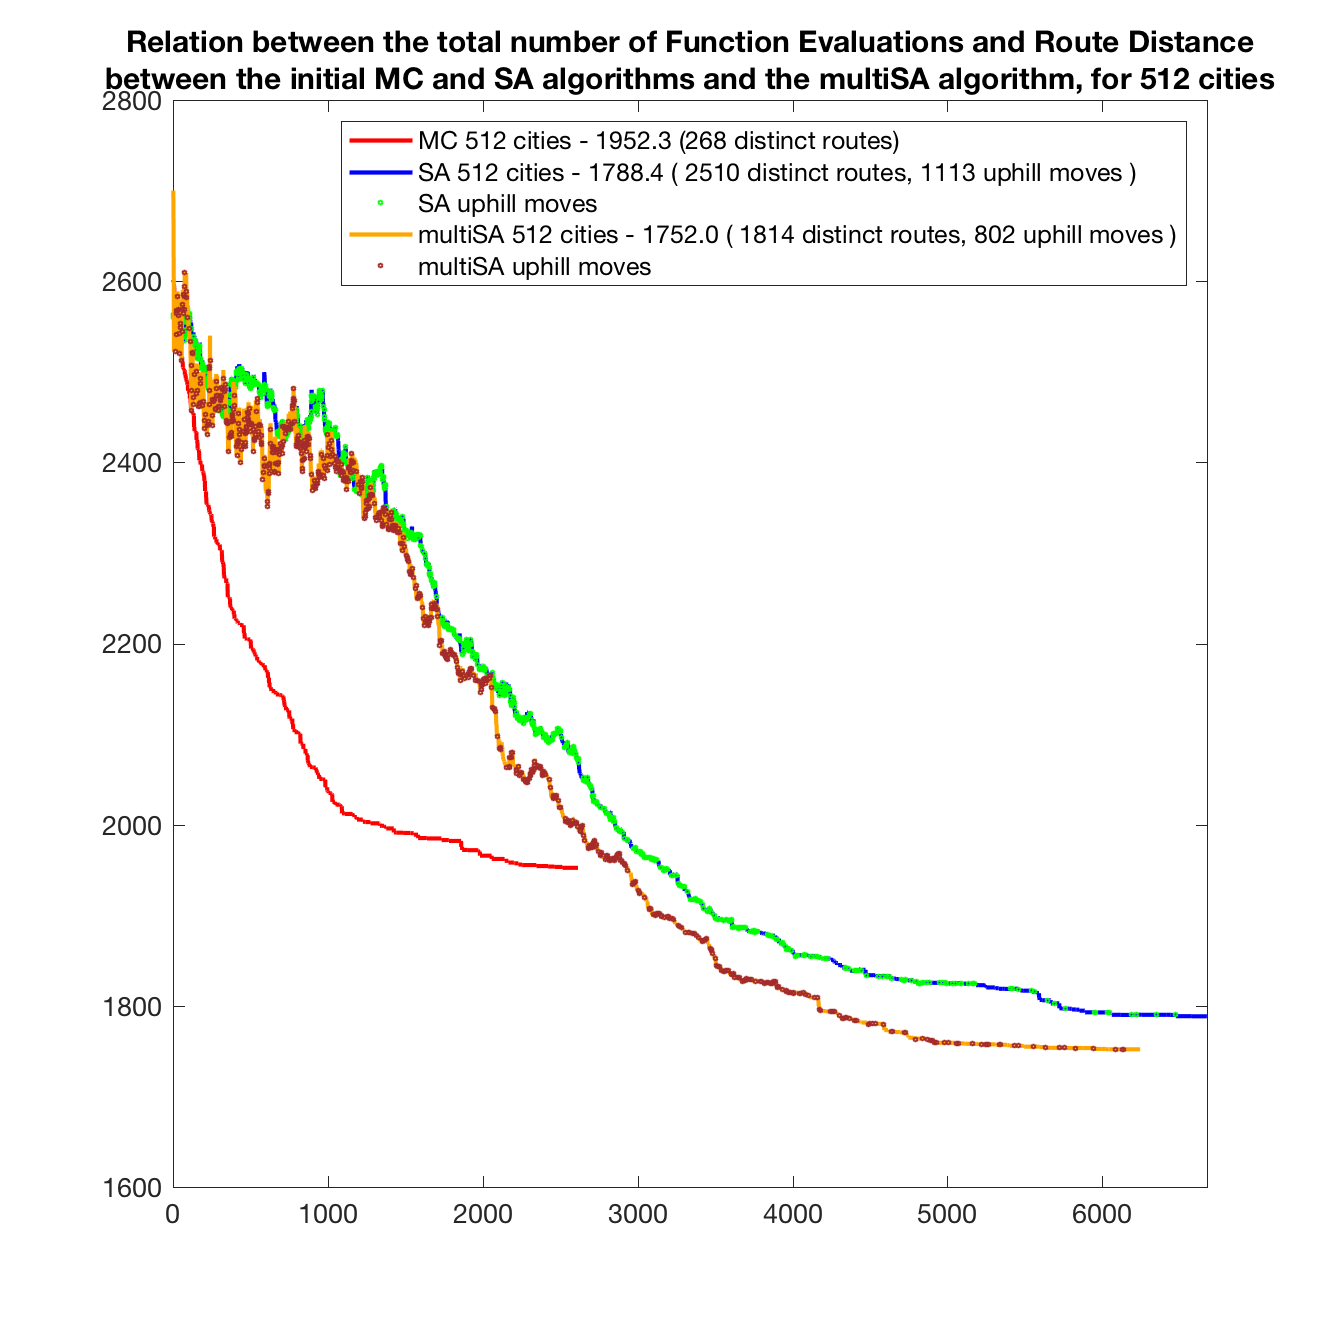 Relation between the total number of Function Evaluations and Route Distance
between the initial MC and SA algorithms and the multiSA algorithm, for 512 cities
2800
MC 512 cities - 1952.3 (268 distinct routes)
SA 512 cities - 1788.4 ( 2510 distinct routes, 1113 uphill moves )
SA uphill moves
multiSA 512 cities - 1752.0 ( 1814 distinct routes, 802 uphill moves )
multiSA uphill moves
2600
2400
2200
2000
1800
1600
0 1000 2000 3000 4000 5000 6000